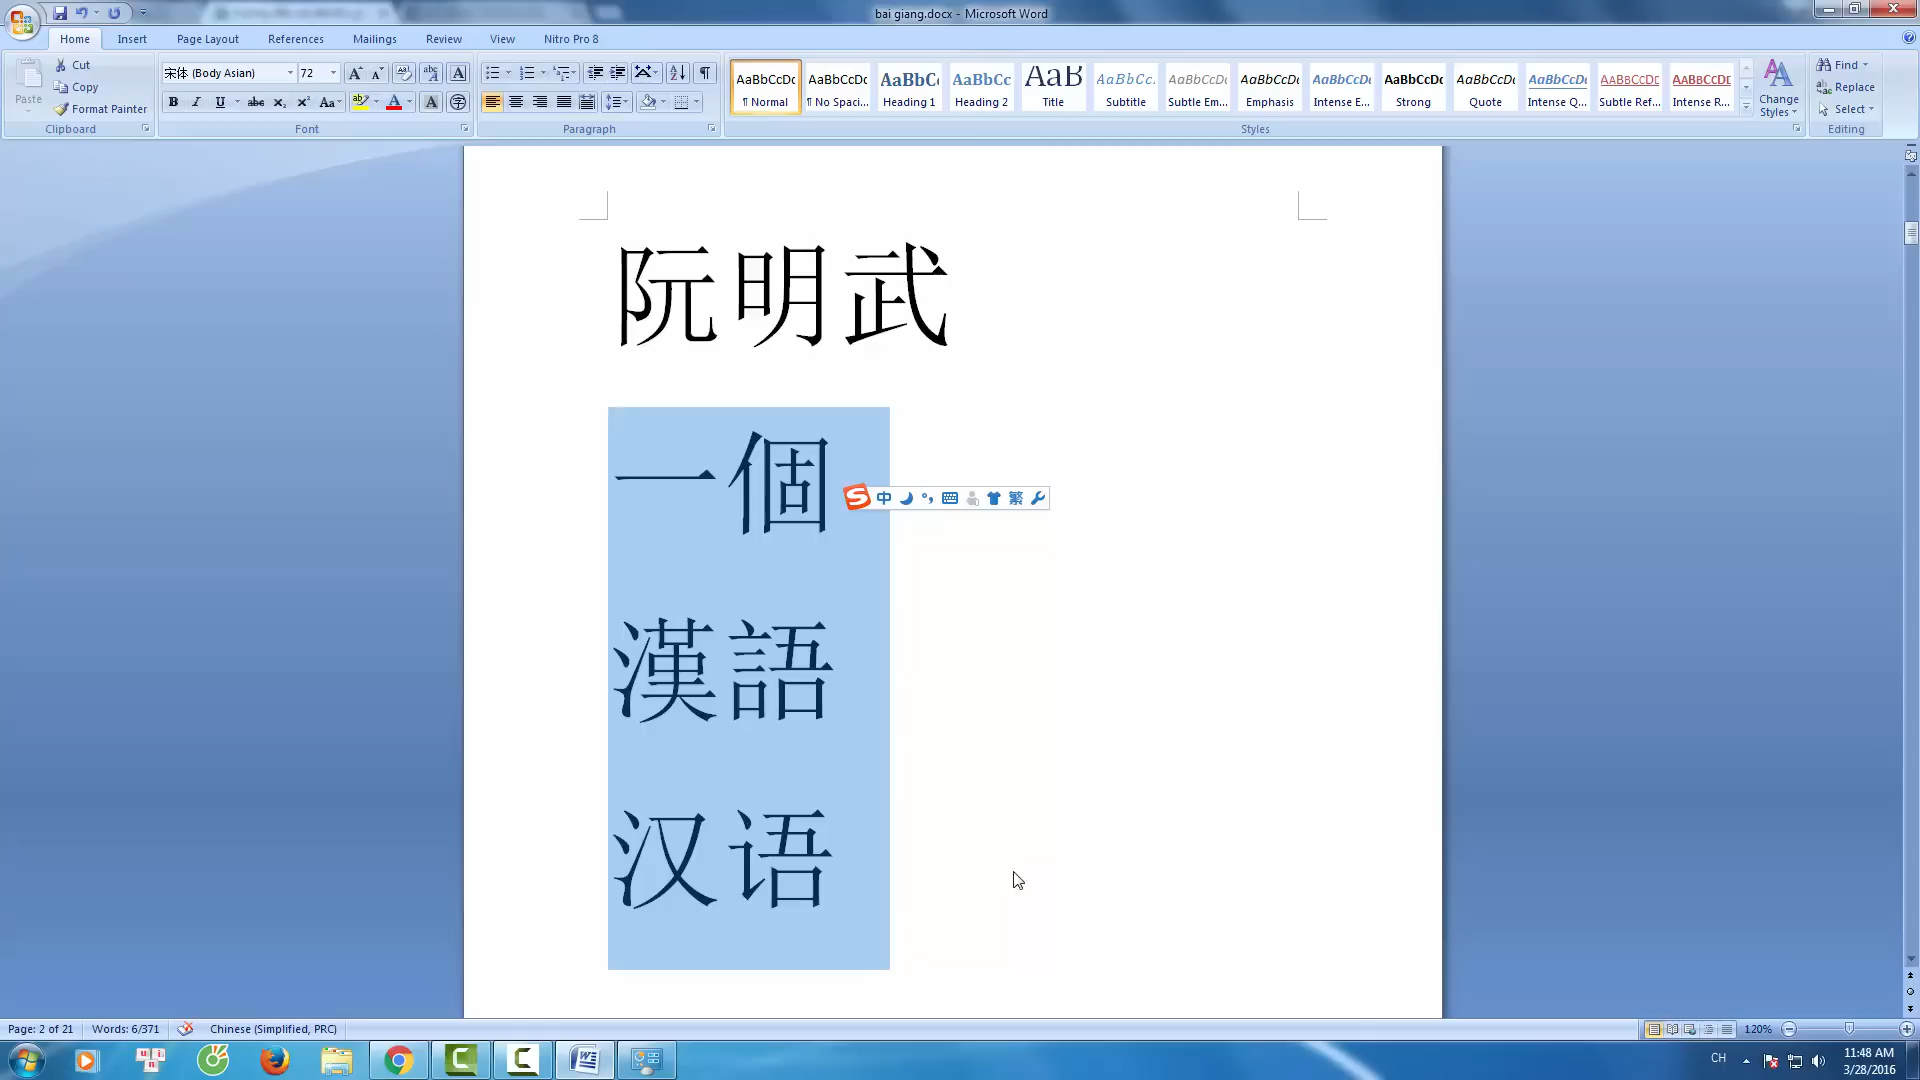 bai giang.docx - Microsoft Word
Home Insert Page Layout References Mailings Review View Nitro Pro 8
Paste
Cut
Copy
Format Painter
Clipboard
宋体 (Body Asian) 72
Font
Paragraph
AaBbCcDc AaBbCcDc AaBbC AaBbCc AaB AaBbCc. AaBbCcDc AaBbCcDc AaBbCcDc AaBbCcDc AaBbCcDc AaBbCcDc AaBbCcDc AaBbCcDc
¶ Normal ¶ No Spaci... Heading 1 Heading 2 Title Subtitle Subtle Em... Emphasis Intense E... Strong Quote Intense Q... Subtle Ref... Intense R...
Styles
Change Styles
Find
Replace
Select
Editing
阮明武
一個
中 繁
漢語
汉语
Page: 2 of 21 Words: 6/371 Chinese (Simplified, PRC) 120%
CH 11:48 AM
3/28/2016